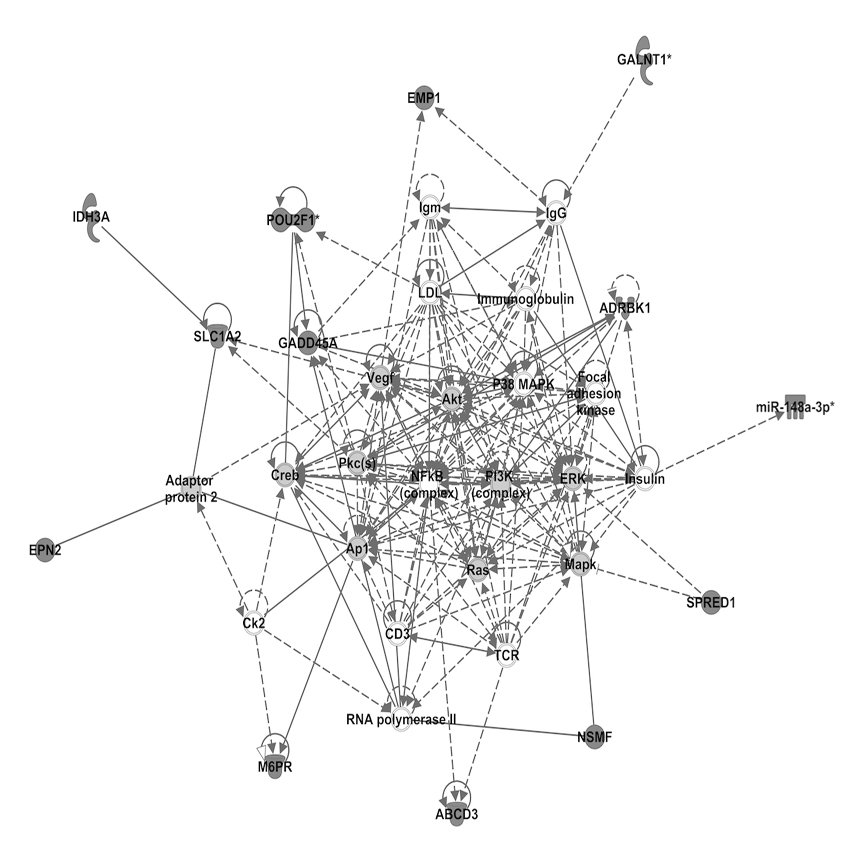 GALNT1*
EMP1
IDH3A
POU2F1*
Igm
IgG
LDL
Immunoglobulin
ADRBK1
SLC1A2
GADD45A
Vegf
Akt
P38 MAPK
Focal
adhesion
kinase
miR-148a-3p*
Pkc(s)
Creb
NFkB
(complex)
PI3K
(complex)
ERK
Insulin
Adaptor
protein 2
EPN2
Ap1
Ras
Mapk
SPRED1
Ck2
CD3
TCR
RNA polymerase II
NSMF
M6PR
ABCD3